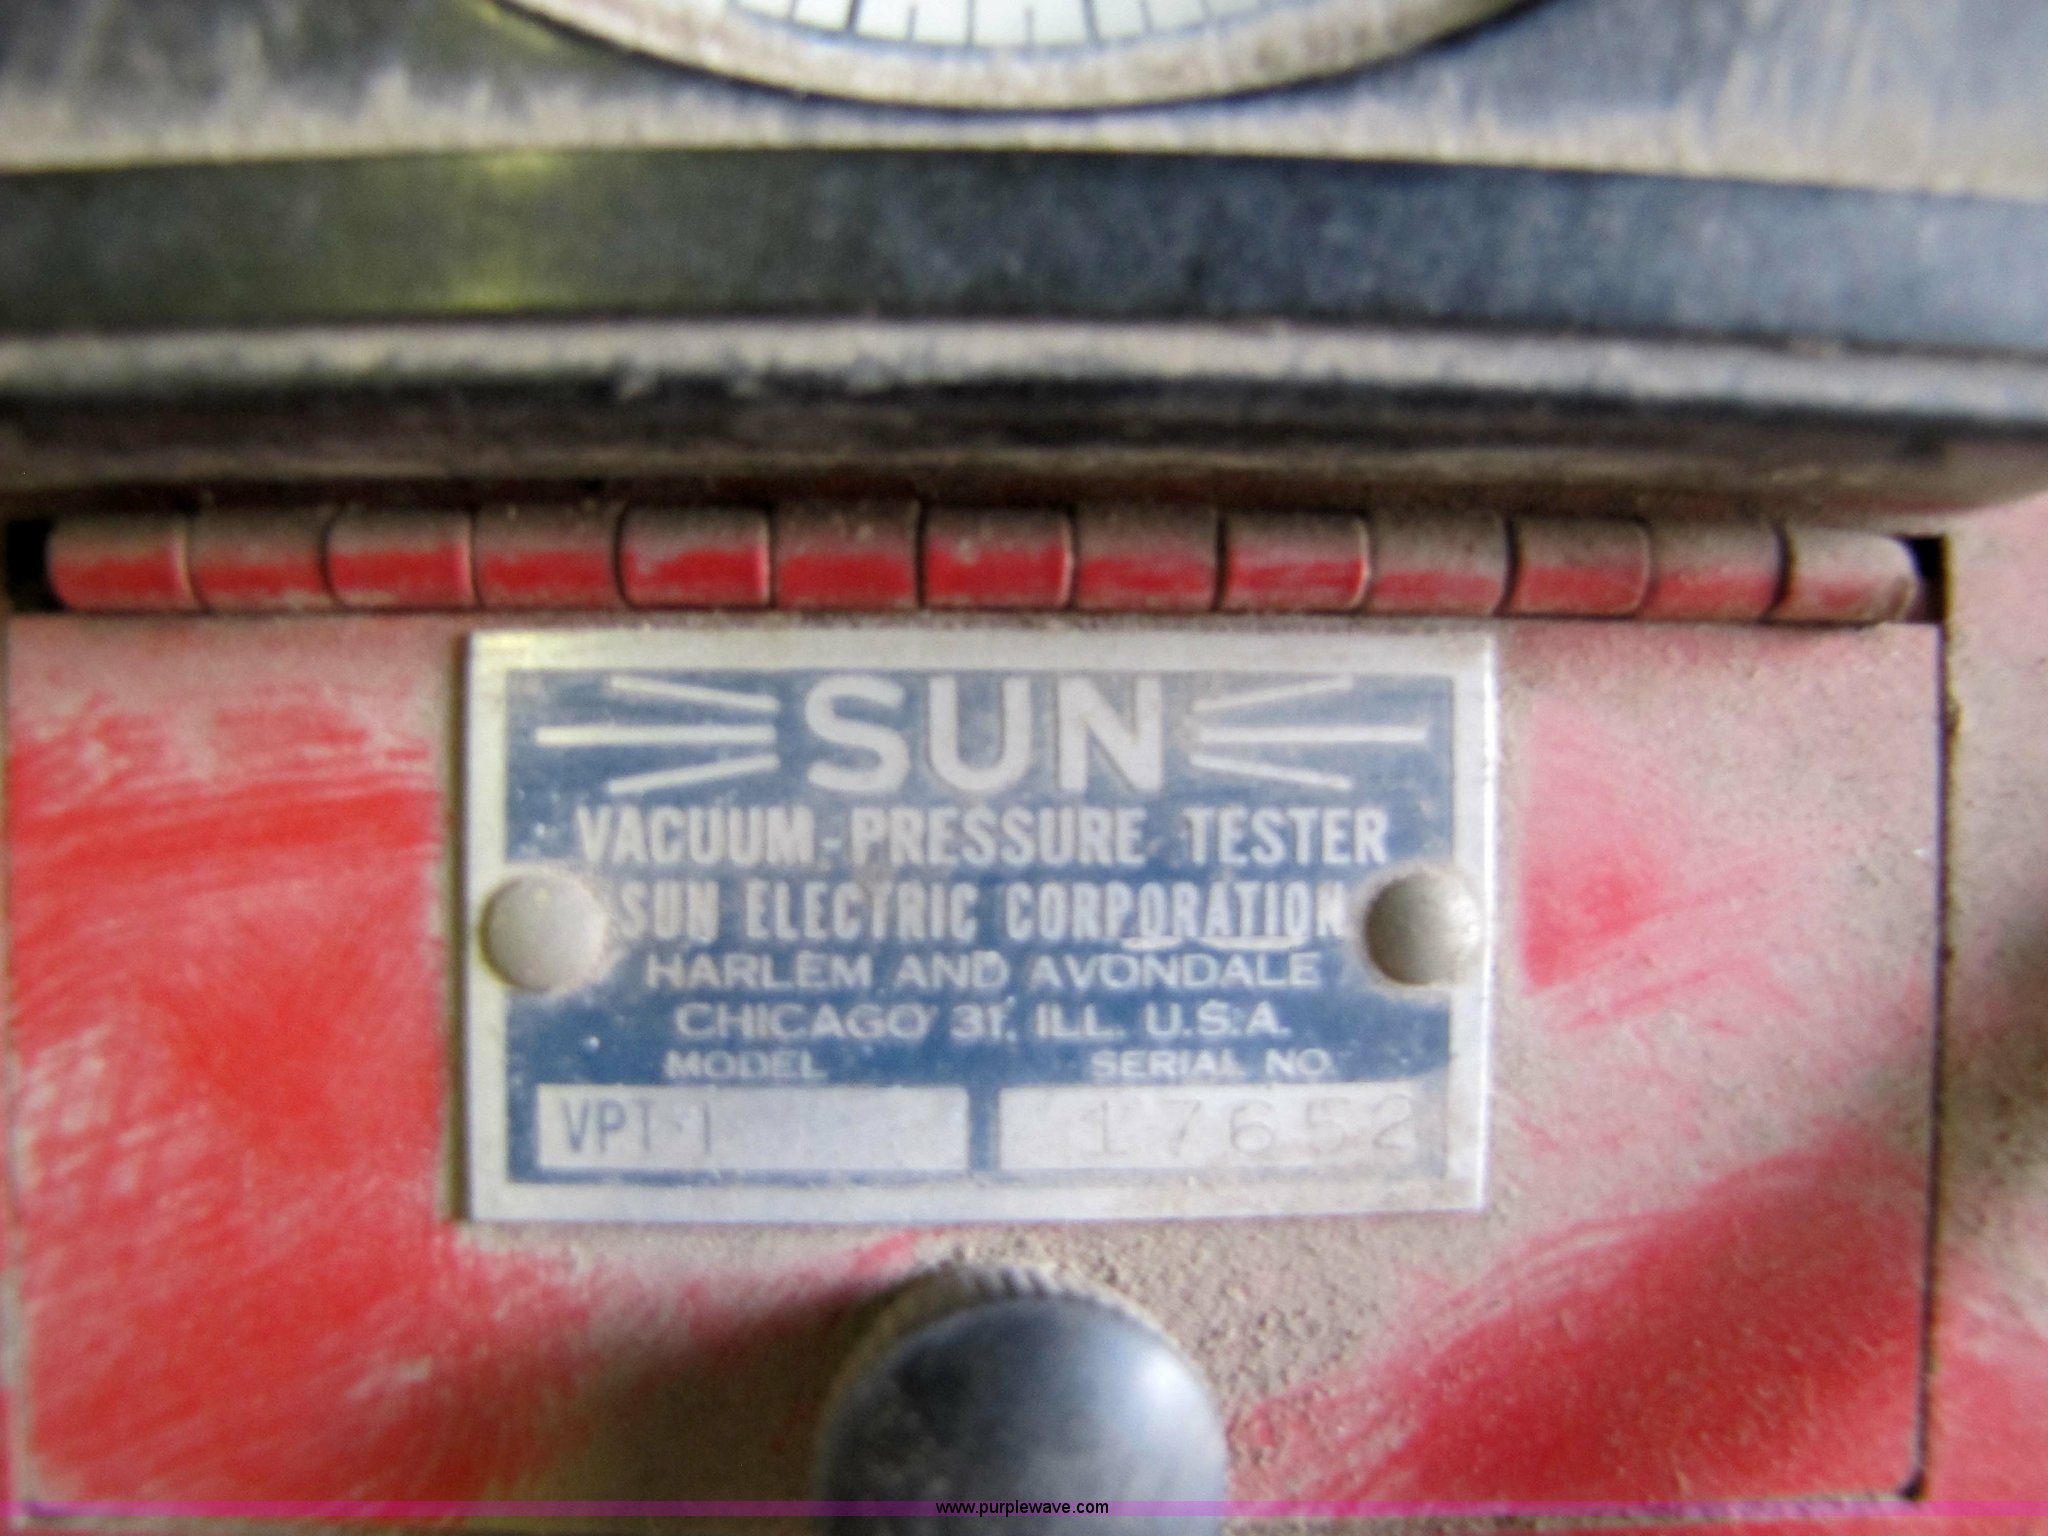 SUN
VACUUM-PRESSURE TESTER
SUN ELECTRIC CORPORATION
HARLEM AND AVONDALE
CHICAGO 31, ILL. U.S.A.
MODEL SERIAL NO.
VPT-1 17652
www.purplewave.com